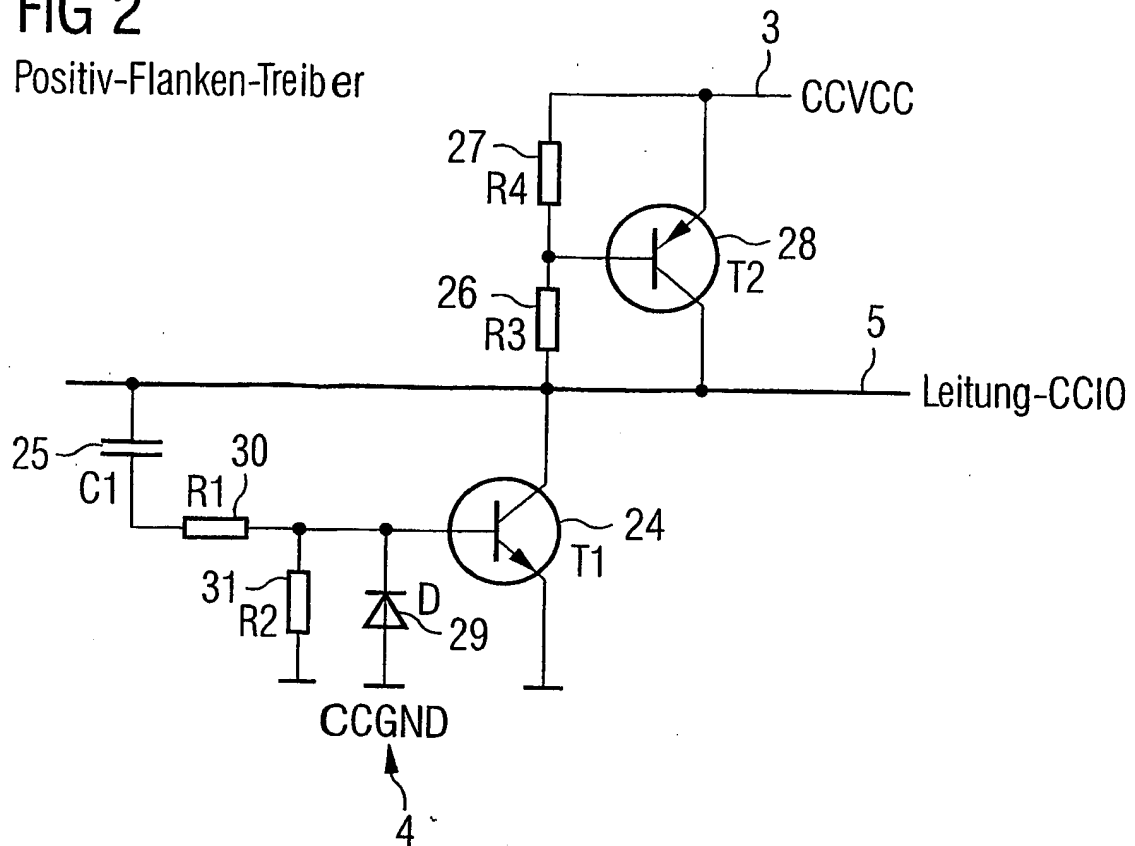 FIG 2
Positiv-Flanken-Treiber
3
CCVCC
27
R4
28
T2
26
R3
5
Leitung-CCIO
25
C1
30
R1
24
T1
31
R2
D
29
CCGND
4